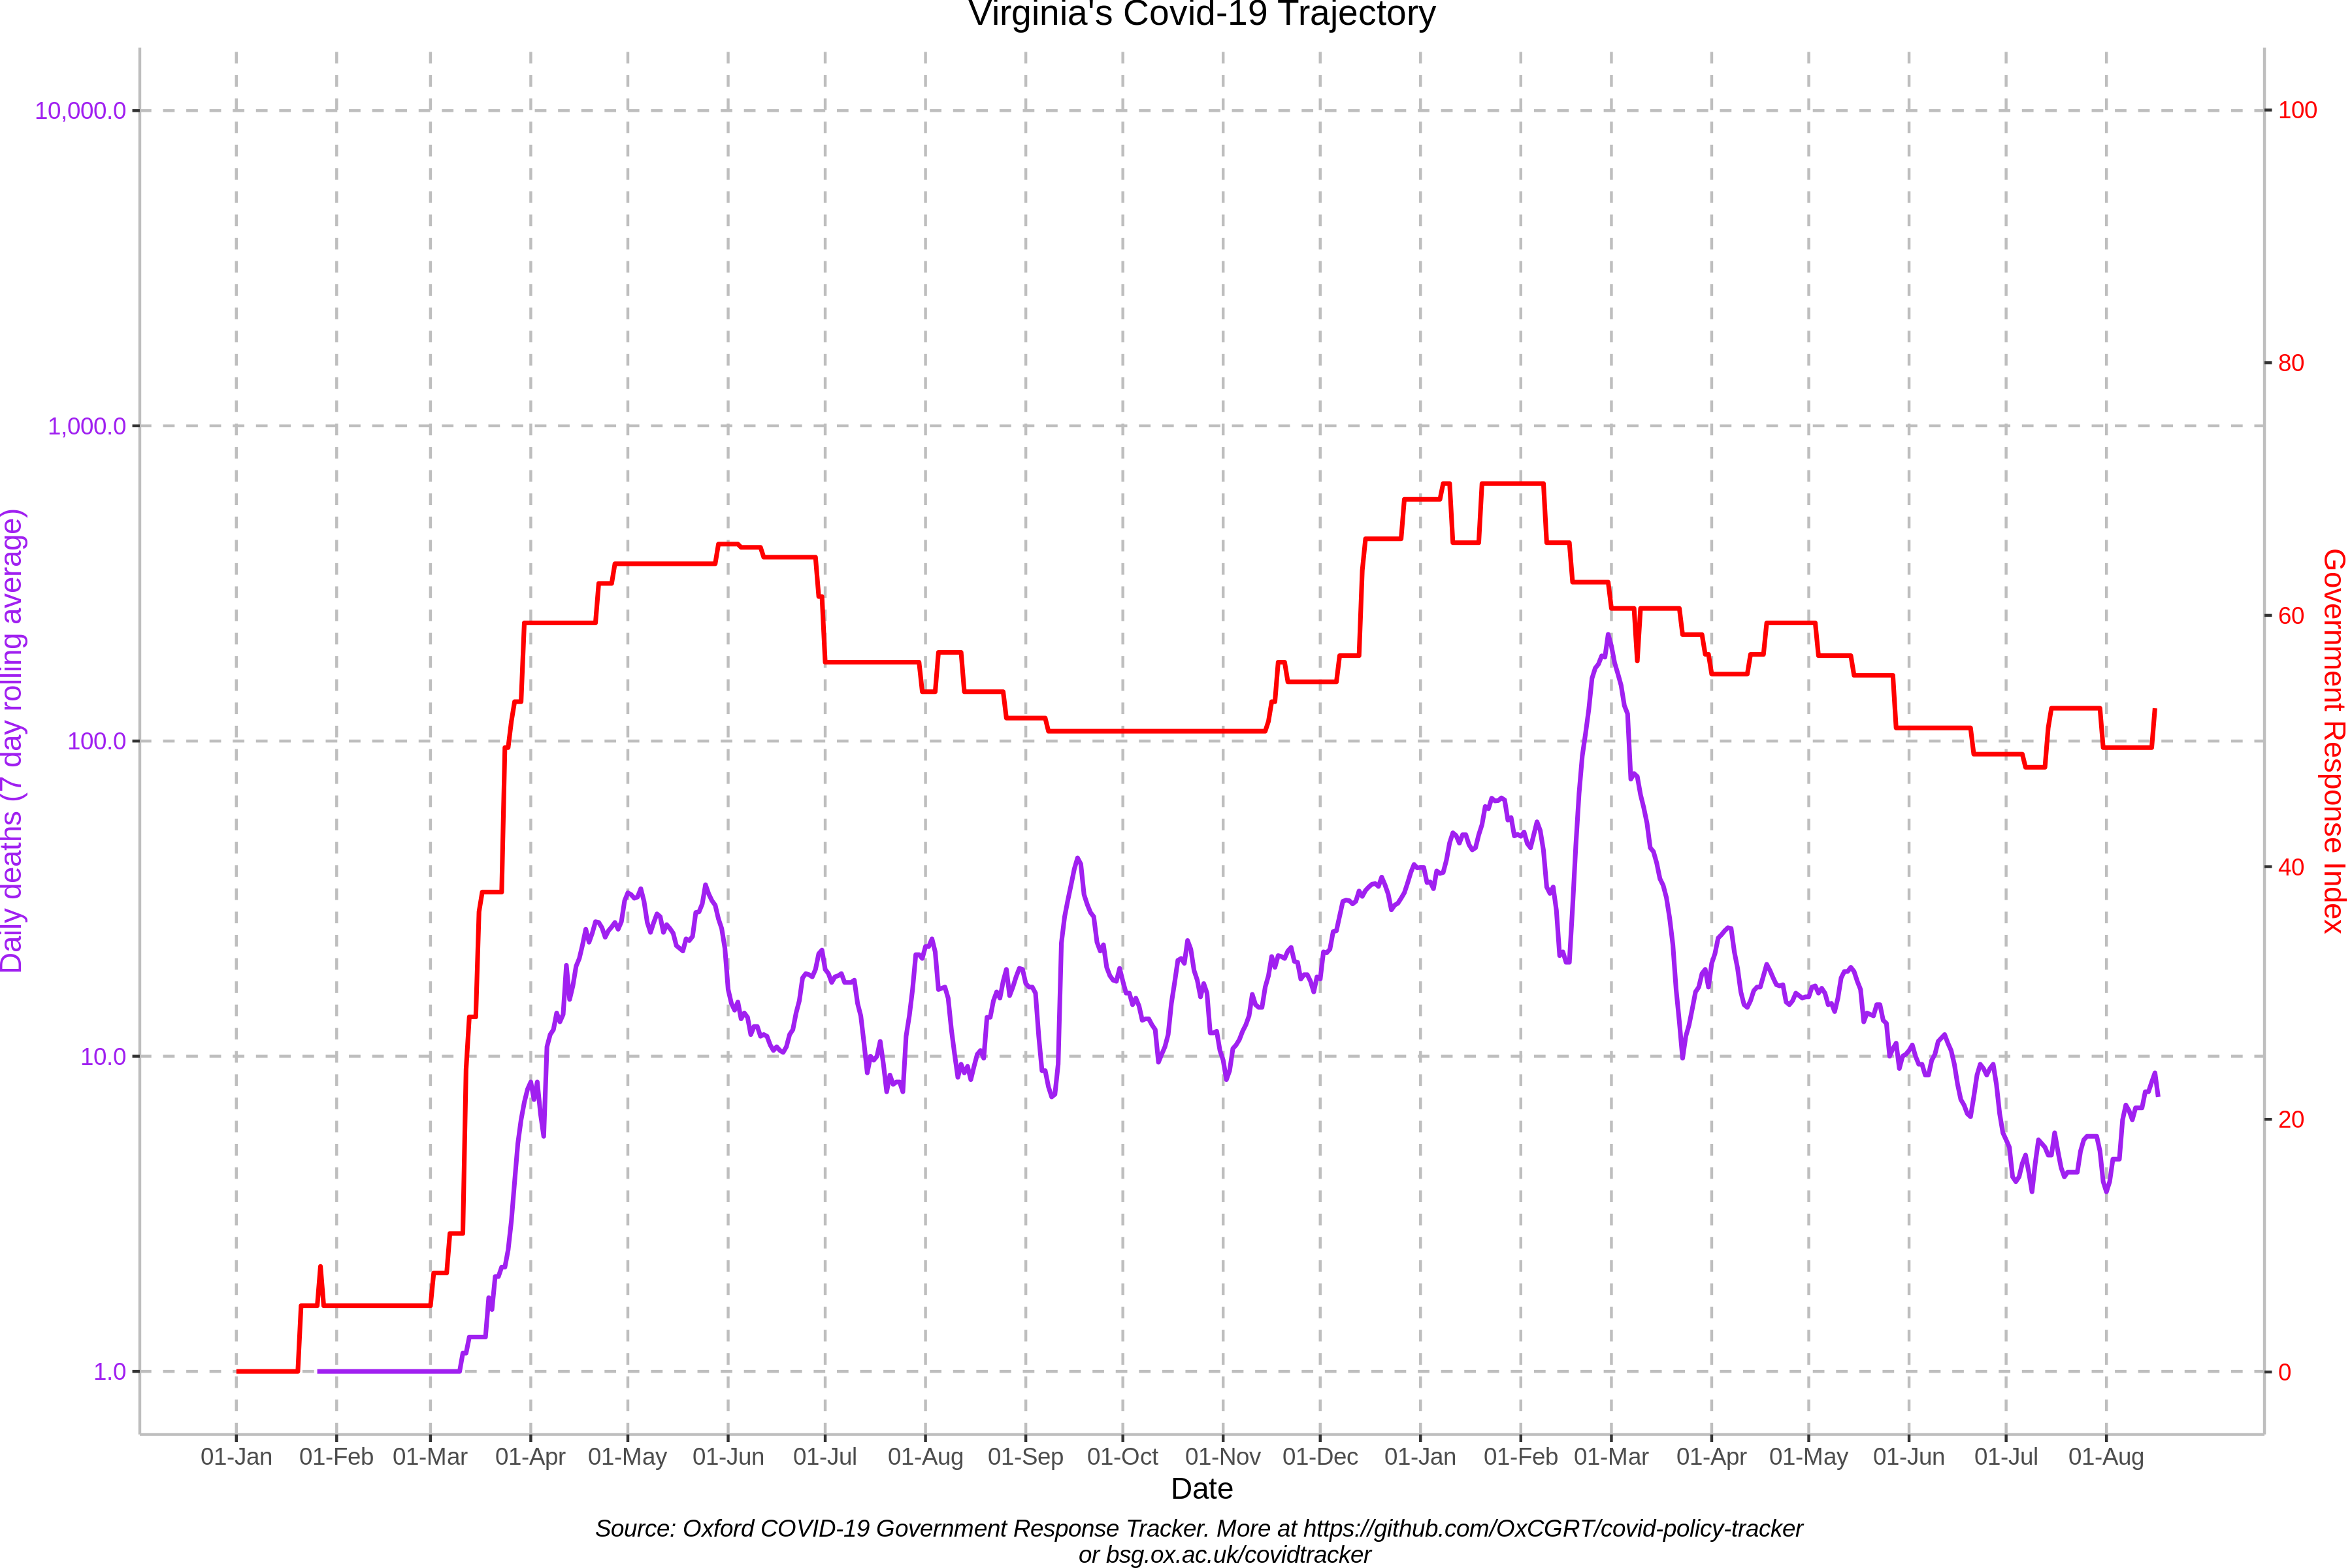 Virginia's Covid-19 Trajectory
10,000.0
1,000.0
100.0
10.0
1.0
Daily deaths (7 day rolling average)
100
80
60
40
20
0
Government Response Index
01-Jan 01-Feb 01-Mar 01-Apr 01-May 01-Jun 01-Jul 01-Aug 01-Sep 01-Oct 01-Nov 01-Dec 01-Jan 01-Feb 01-Mar 01-Apr 01-May 01-Jun 01-Jul 01-Aug
Date
Source: Oxford COVID-19 Government Response Tracker. More at https://github.com/OxCGRT/covid-policy-tracker
or bsg.ox.ac.uk/covidtracker